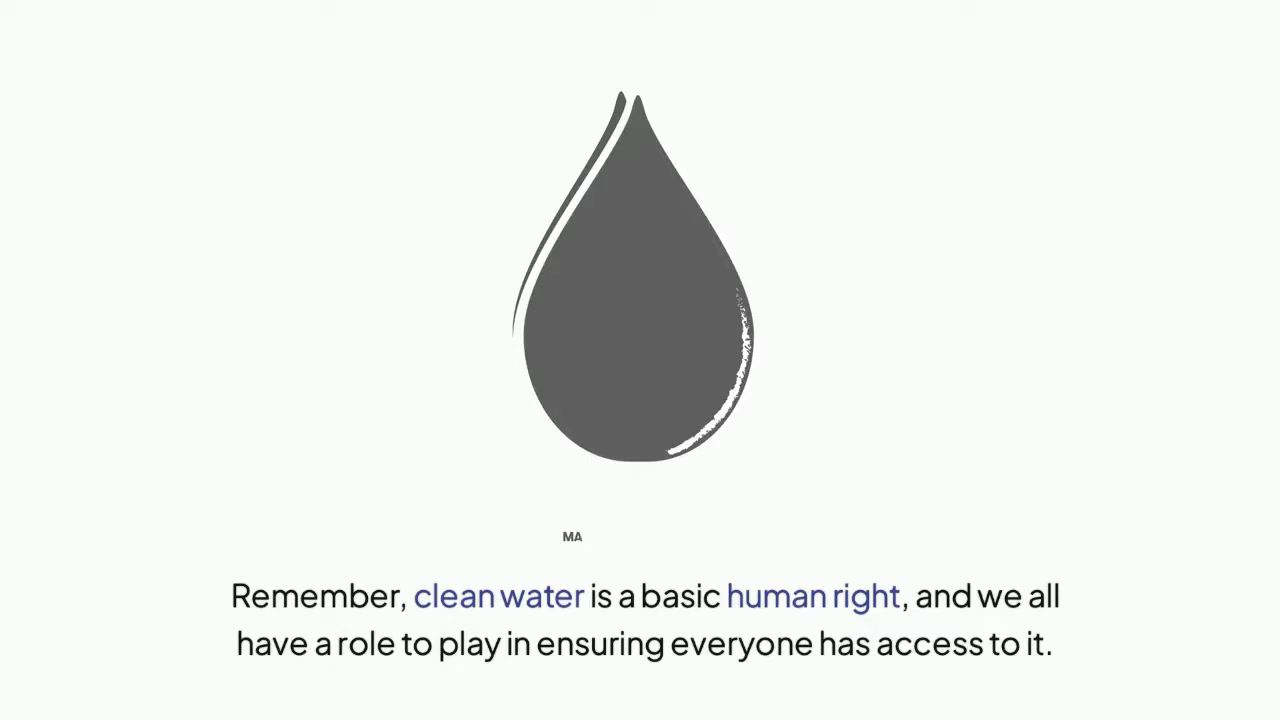 MA
Remember, clean water is a basic human right, and we all
have a role to play in ensuring everyone has access to it.